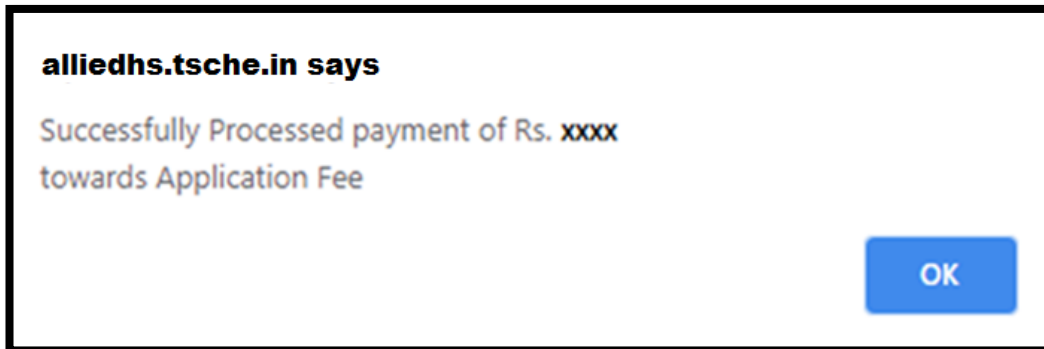 alliedhs.tsche.in says
Successfully Processed payment of Rs. xxxx
towards Application Fee
OK